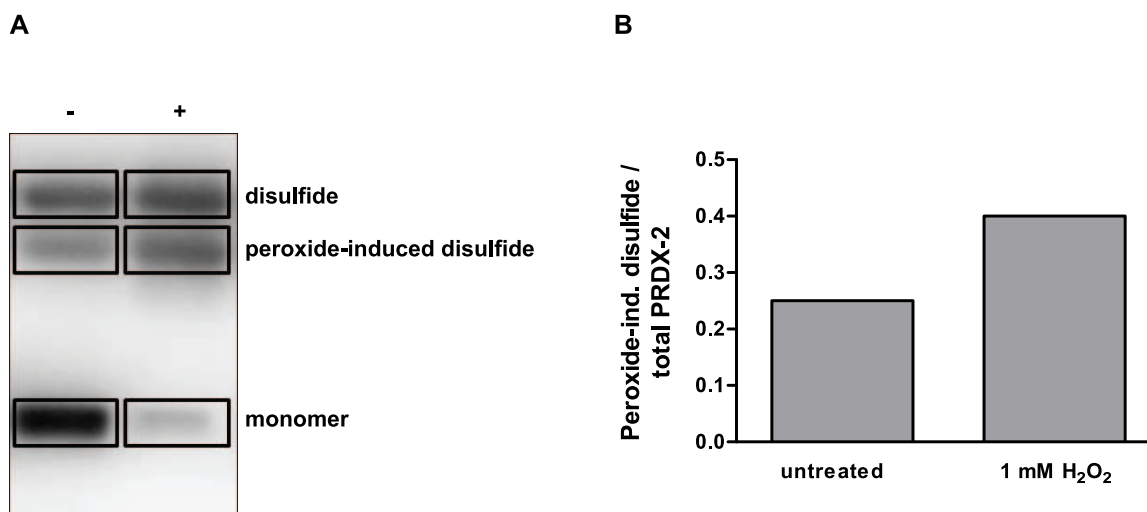 A
- +
disulfide
peroxide-induced disulfide
monomer
B
Peroxide-ind. disulfide /
total PRDX-2
0.5
0.4
0.3
0.2
0.1
0.0
untreated 1 mM H₂O₂